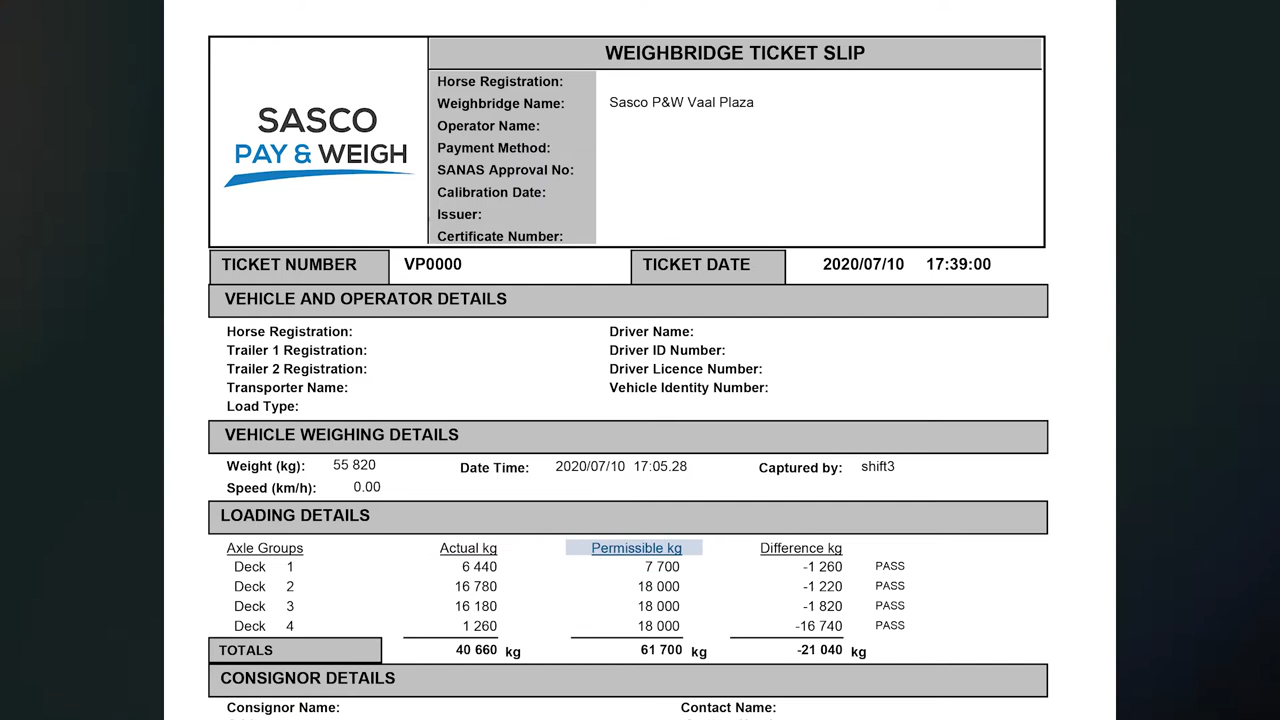 SASCO
PAY & WEIGH
WEIGHBRIDGE TICKET SLIP
Horse Registration:
Weighbridge Name: Sasco P&W Vaal Plaza
Operator Name:
Payment Method:
SANAS Approval No:
Calibration Date:
Issuer:
Certificate Number:
TICKET NUMBER VP0000 TICKET DATE 2020/07/10 17:39:00
VEHICLE AND OPERATOR DETAILS
Horse Registration: Driver Name:
Trailer 1 Registration: Driver ID Number:
Trailer 2 Registration: Driver Licence Number:
Transporter Name: Vehicle Identity Number:
Load Type:
VEHICLE WEIGHING DETAILS
Weight (kg): 55 820 Date Time: 2020/07/10 17:05.28 Captured by: shift3
Speed (km/h): 0.00
LOADING DETAILS
Axle Groups Actual kg Permissible kg Difference kg
Deck 1 6 440 7 700 -1 260 PASS
Deck 2 16 780 18 000 -1 220 PASS
Deck 3 16 180 18 000 -1 820 PASS
Deck 4 1 260 18 000 -16 740 PASS
TOTALS 40 660 kg 61 700 kg -21 040 kg
CONSIGNOR DETAILS
Consignor Name: Contact Name: